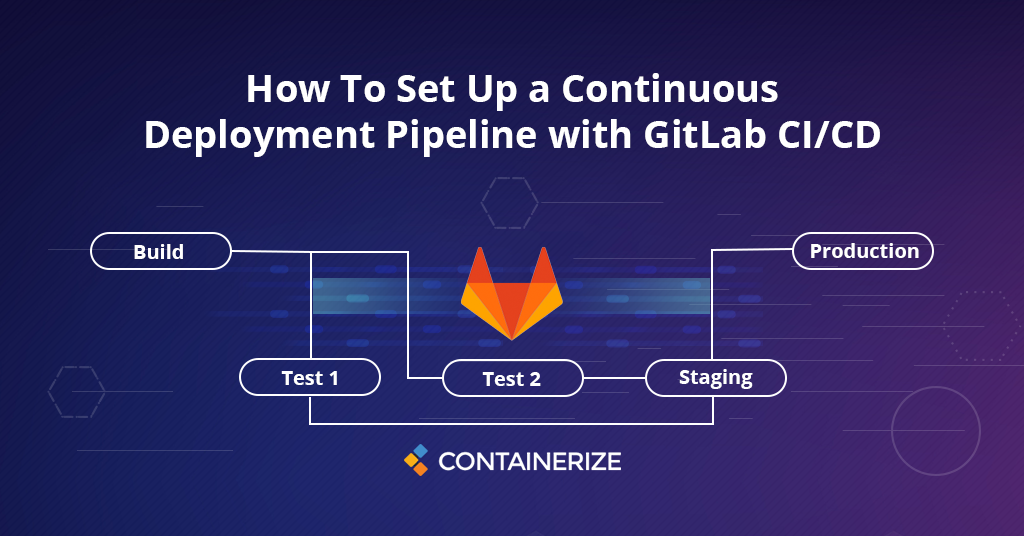 How To Set Up a Continuous
Deployment Pipeline with GitLab CI/CD
Build
Production
Test 1
Test 2
Staging
CONTAINERIZE